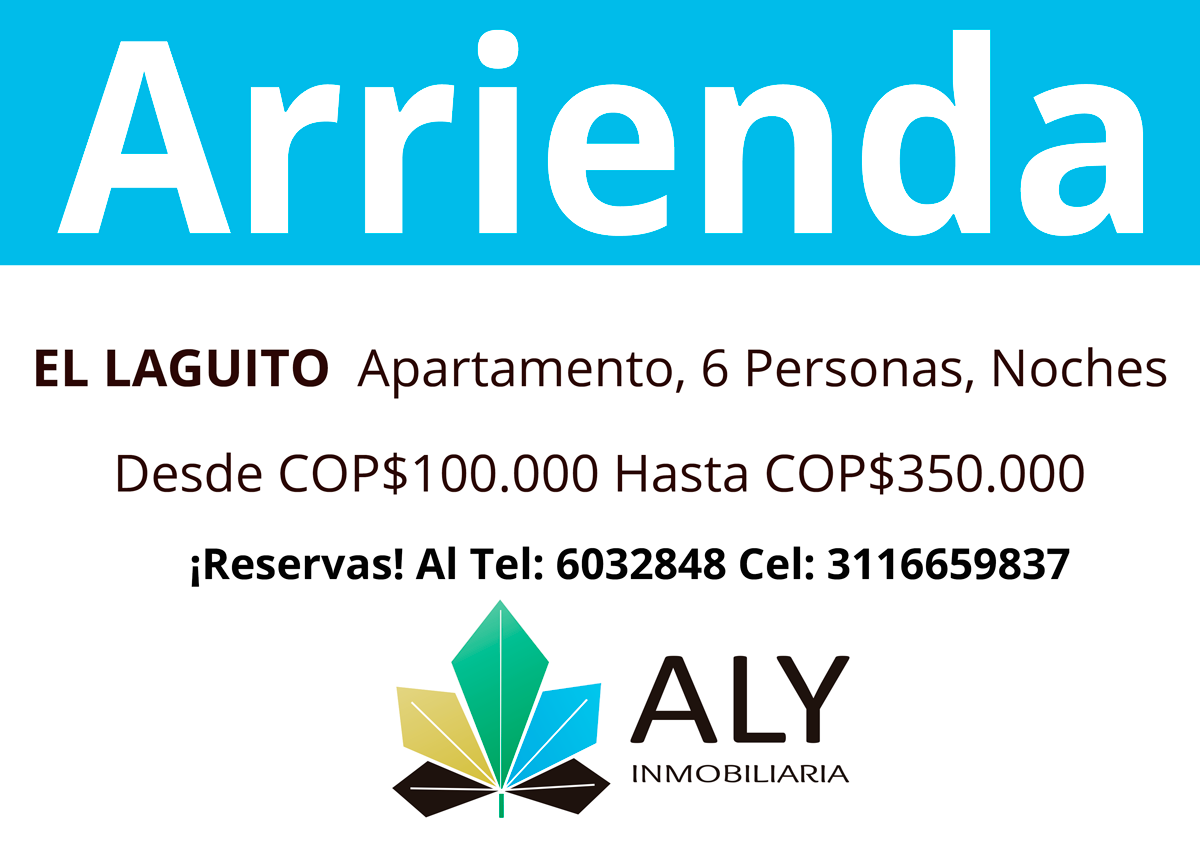 Arrienda
EL LAGUITO Apartamento, 6 Personas, Noches
Desde COP$100.000 Hasta COP$350.000
¡Reservas! Al Tel: 6032848 Cel: 3116659837
ALY
INMOBILIARIA